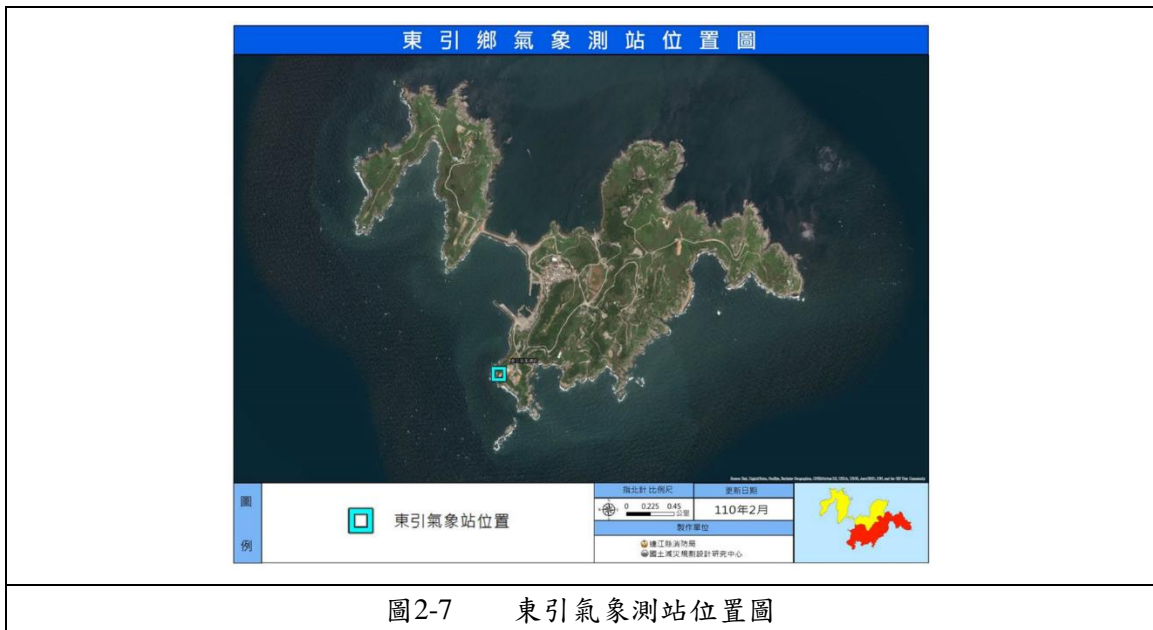 東引鄉氣象測站位置圖
圖
例
東引氣象站位置
指北針 比例尺
0 0.225 0.45
公里
更新日期
110年2月
製作單位
連江縣消防局
國土減災規劃設計研究中心
圖2-7 東引氣象測站位置圖